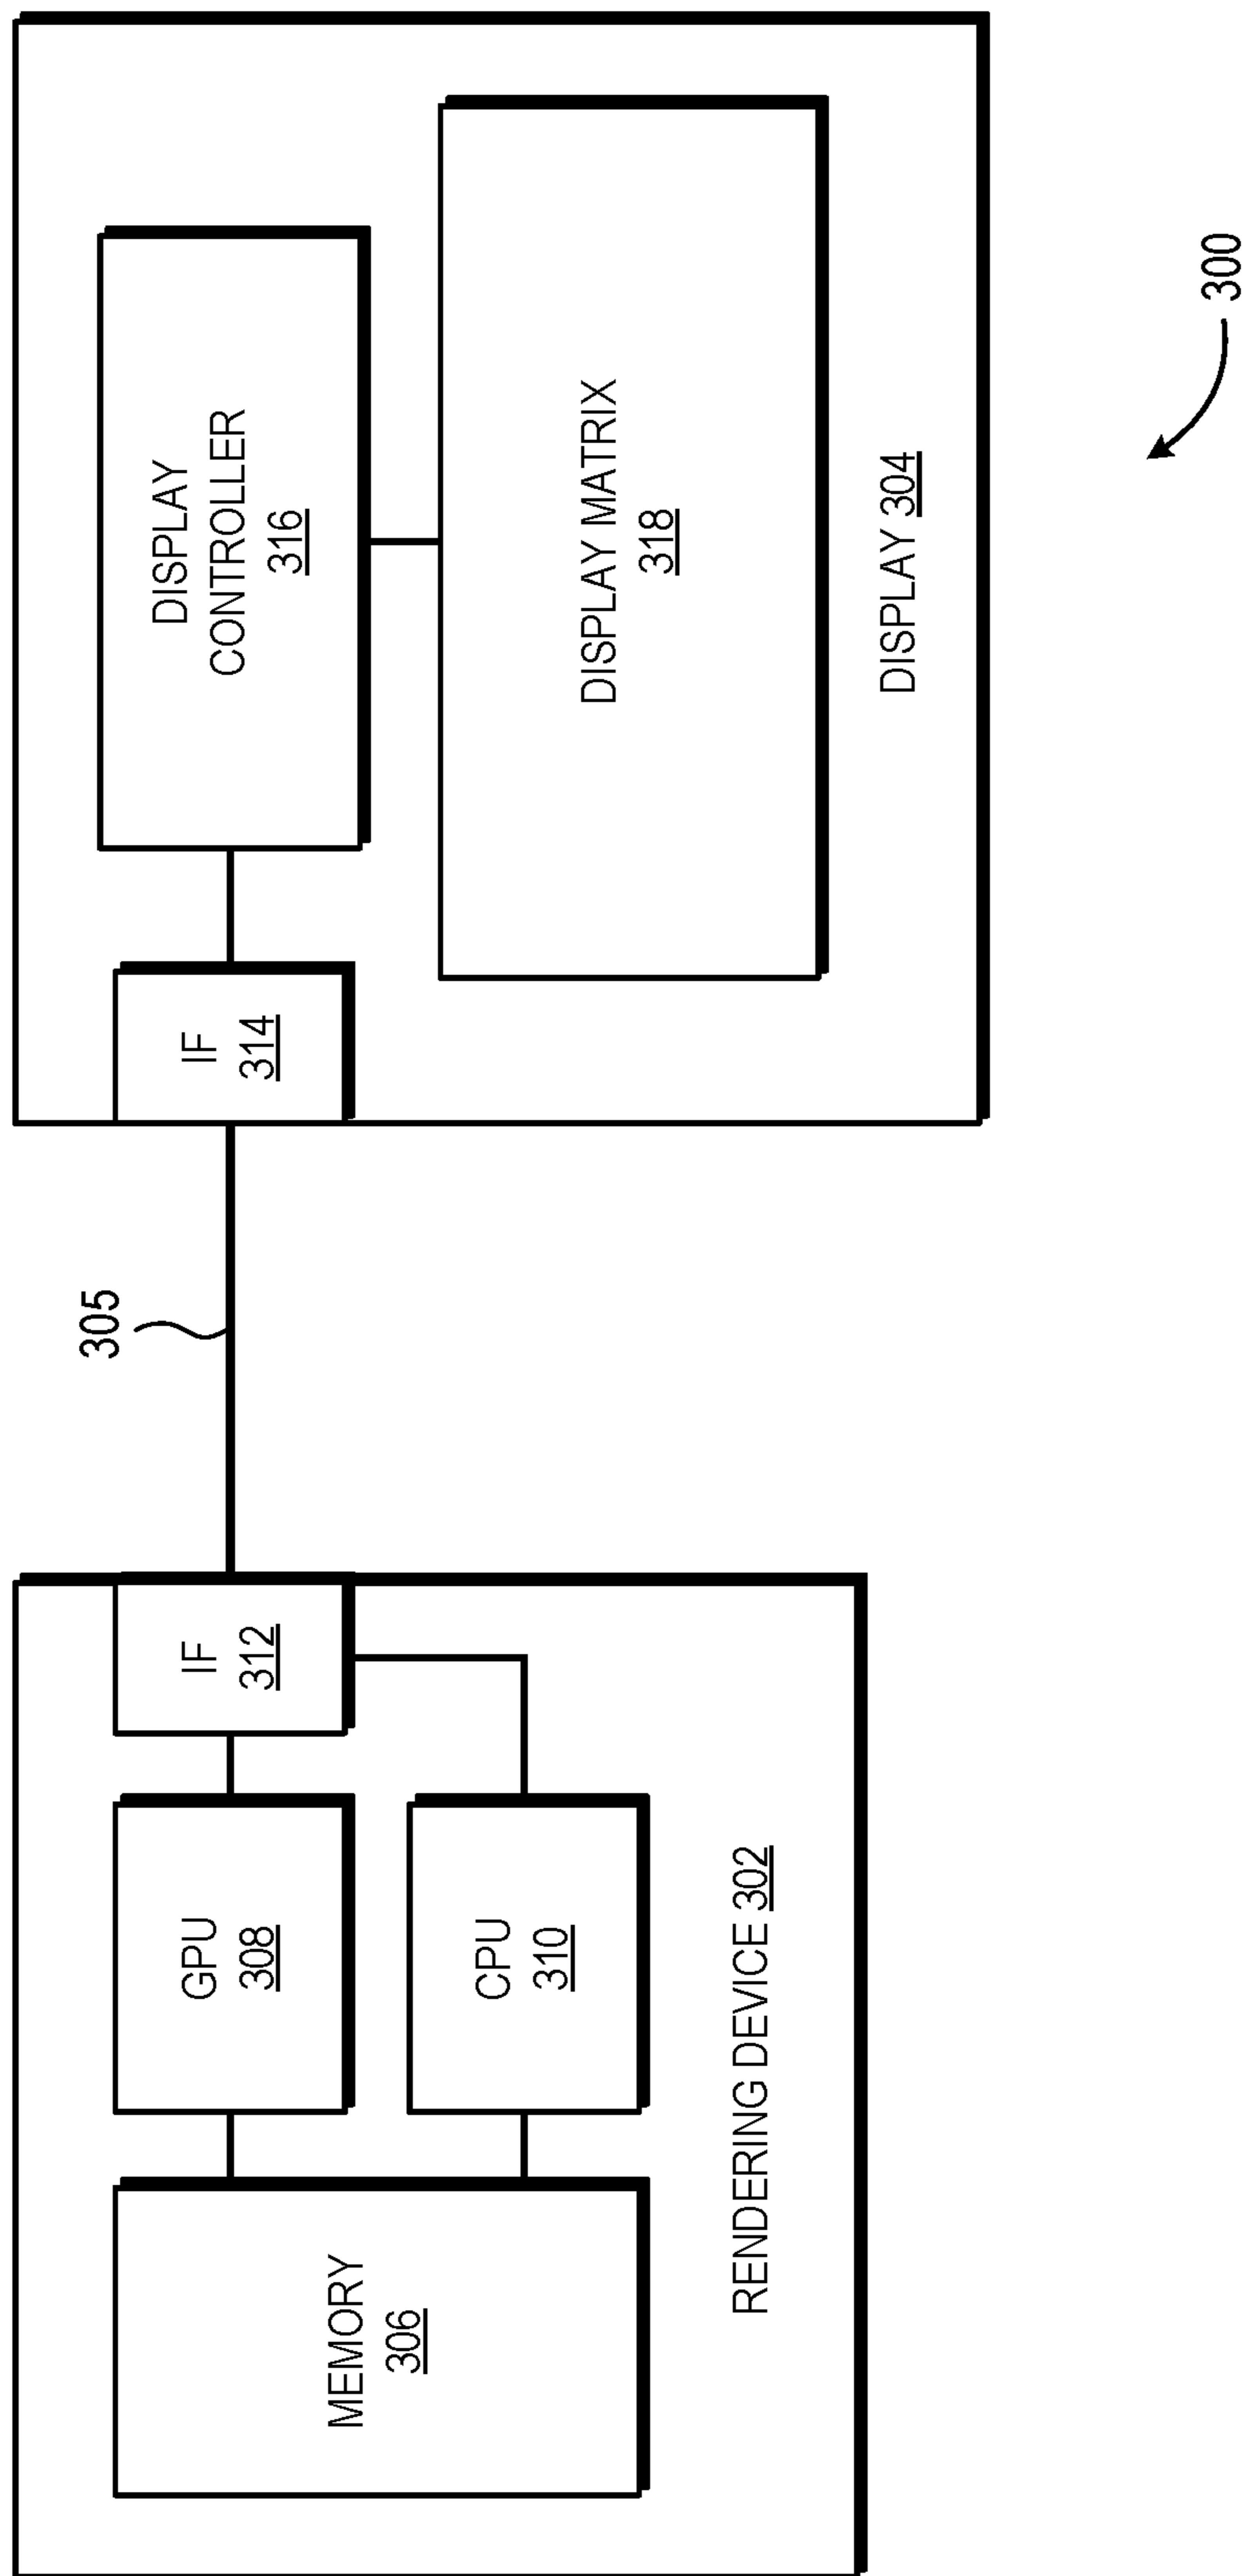 MEMORY
306
GPU
308
CPU
310
IF
312
RENDERING DEVICE 302
305
IF
314
DISPLAY
CONTROLLER
316
DISPLAY MATRIX
318
DISPLAY 304
300